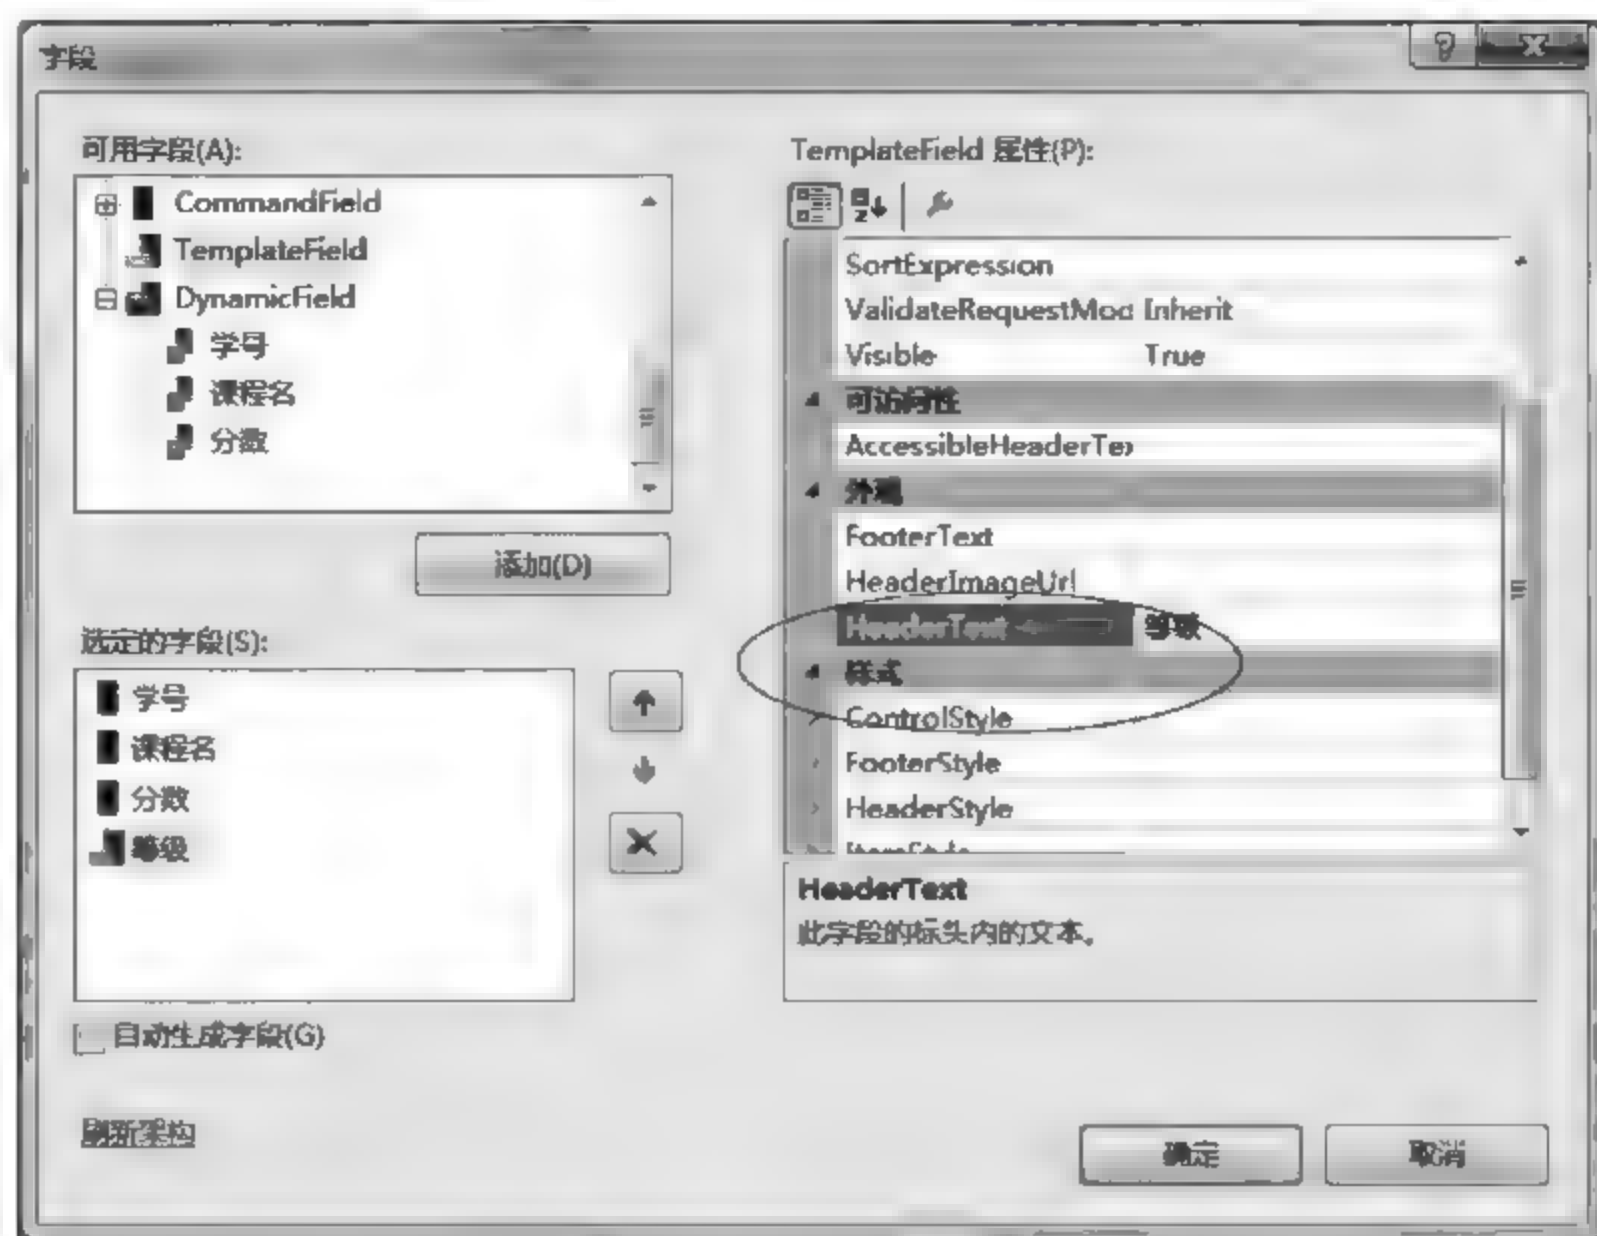 字段
可用字段(A):
CommandField
TemplateField
DynamicField
学号
课程名
分数
添加(D)
选定的字段(S):
学号
课程名
分数
等级
自动生成字段(G)
刷新架构
TemplateField 属性(P):
SortExpression
ValidateRequestMod Inherit
Visible True
可访问性
AccessibleHeaderTex
外观
FooterText
HeaderImageUrl
HeaderText 等级
样式
ControlStyle
FooterStyle
HeaderStyle
ItemStyle
HeaderText
此字段的标头内的文本。
确定
取消